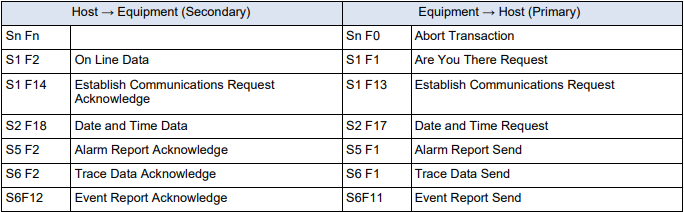 Host → Equipment (Secondary) Equipment → Host (Primary)
Sn Fn Sn F0 Abort Transaction
S1 F2 On Line Data S1 F1 Are You There Request
S1 F14 Establish Communications Request S1 F13 Establish Communications Request
Acknowledge
S2 F18 Date and Time Data S2 F17 Date and Time Request
S5 F2 Alarm Report Acknowledge S5 F1 Alarm Report Send
S6 F2 Trace Data Acknowledge S6 F1 Trace Data Send
S6F12 Event Report Acknowledge S6F11 Event Report Send